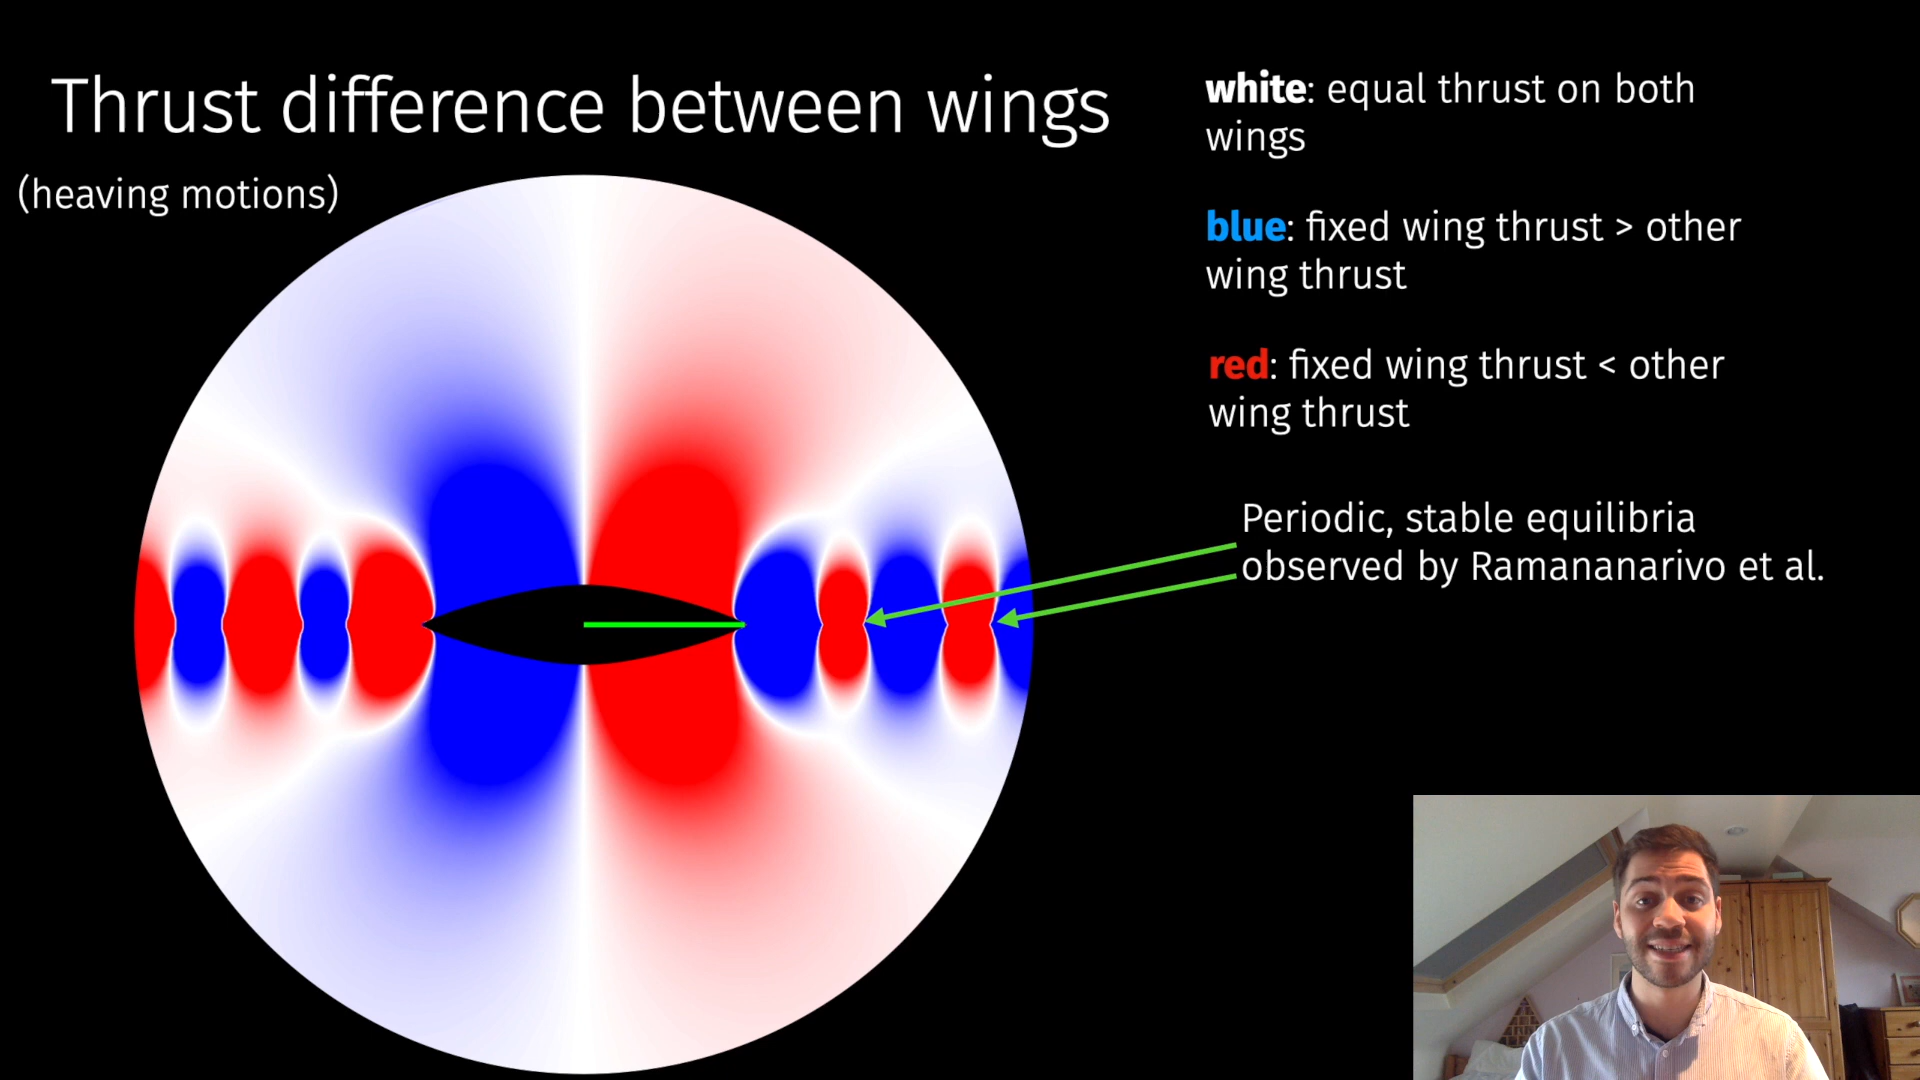 Thrust difference between wings
(heaving motions)
white: equal thrust on both
wings
blue: fixed wing thrust > other
wing thrust
red: fixed wing thrust < other
wing thrust
Periodic, stable equilibria
observed by Ramananarivo et al.